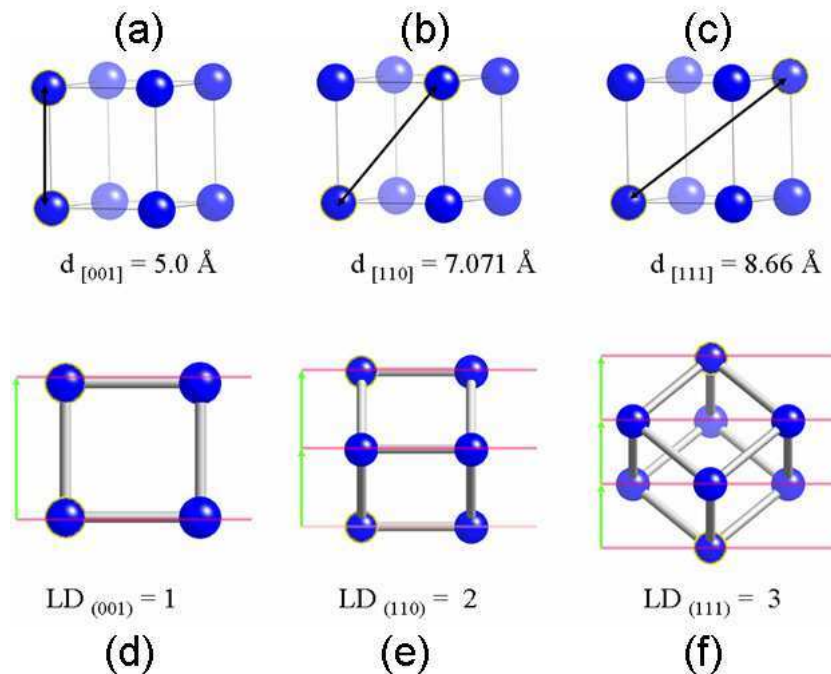 (a) (b) (c)
d [001] = 5.0 Å d [110] = 7.071 Å d [111] = 8.66 Å
LD (001) = 1 LD (110) = 2 LD (111) = 3
(d) (e) (f)